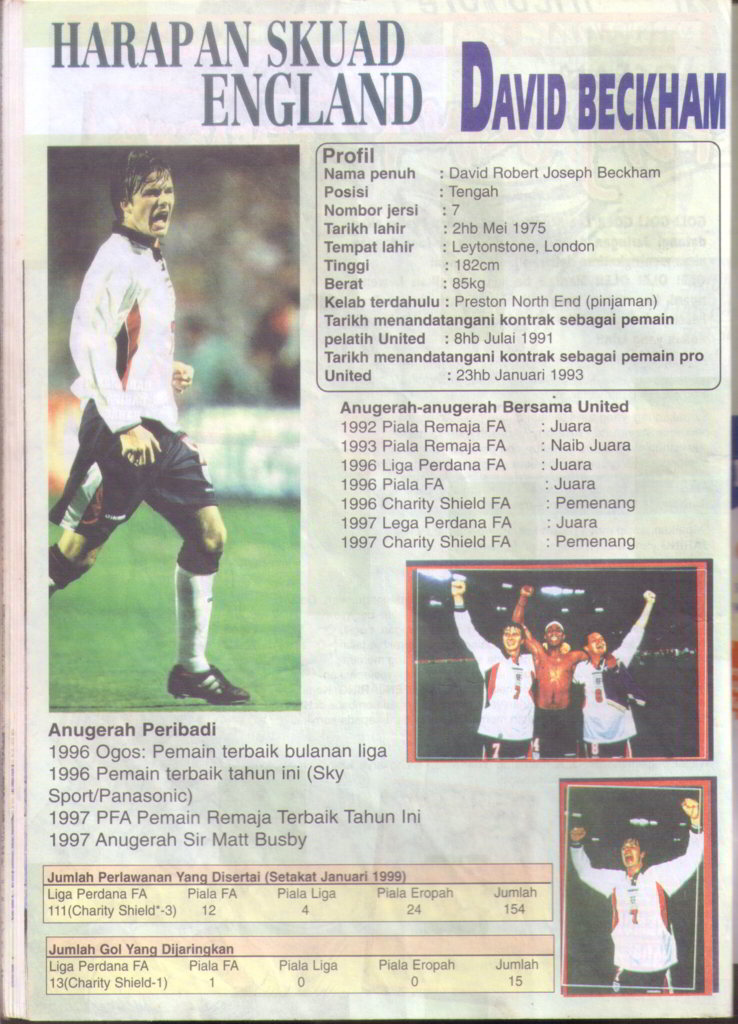 HARAPAN SKUAD
ENGLAND
DAVID BECKHAM
Profil
Nama penuh : David Robert Joseph Beckham
Posisi : Tengah
Nombor jersi : 7
Tarikh lahir : 2hb Mei 1975
Tempat lahir : Leytonstone, London
Tinggi : 182cm
Berat : 85kg
Kelab terdahulu : Preston North End (pinjaman)
Tarikh menandatangani kontrak sebagai pemain
pelatih United : 8hb Julai 1991
Tarikh menandatangani kontrak sebagai pemain pro
United : 23hb Januari 1993
Anugerah-anugerah Bersama United
1992 Piala Remaja FA : Juara
1993 Piala Remaja FA : Naib Juara
1996 Liga Perdana FA : Juara
1996 Piala FA : Juara
1996 Charity Shield FA : Pemenang
1997 Lega Perdana FA : Juara
1997 Charity Shield FA : Pemenang
7
8
Anugerah Peribadi
1996 Ogos: Pemain terbaik bulanan liga
1996 Pemain terbaik tahun ini (Sky
Sport/Panasonic)
1997 PFA Pemain Remaja Terbaik Tahun Ini
1997 Anugerah Sir Matt Busby
7
Jumlah Perlawanan Yang Disertai (Setakat Januari 1999)
Liga Perdana FA Piala FA Piala Liga Piala Eropah Jumlah
111(Charity Shield*-3) 12 4 24 154
Jumlah Gol Yang Dijaringkan
Liga Perdana FA Piala FA Piala Liga Piala Eropah Jumlah
13(Charity Shield-1) 1 0 0 15